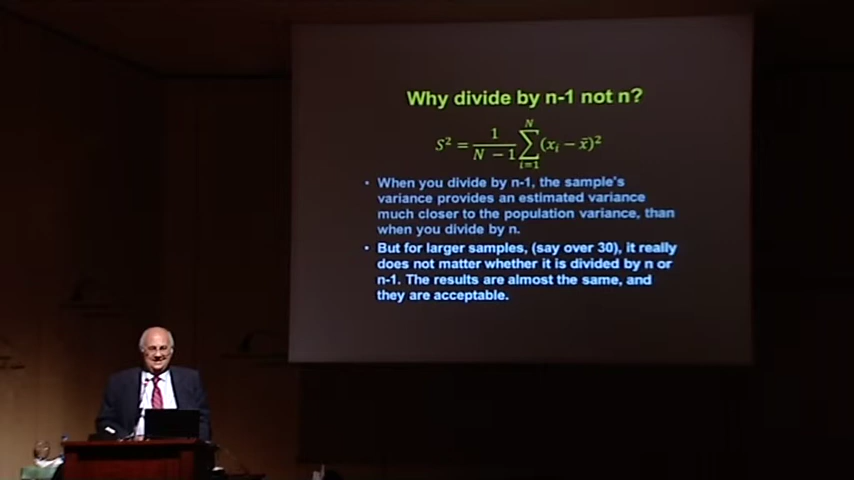 Why divide by n-1 not n?
S² = 1/(N − 1) ∑ᵢ₌₁ᴺ (xᵢ − x̄)²
• When you divide by n-1, the sample's
variance provides an estimated variance
much closer to the population variance, than
when you divide by n.
• But for larger samples, (say over 30), it really
does not matter whether it is divided by n or
n-1. The results are almost the same, and
they are acceptable.